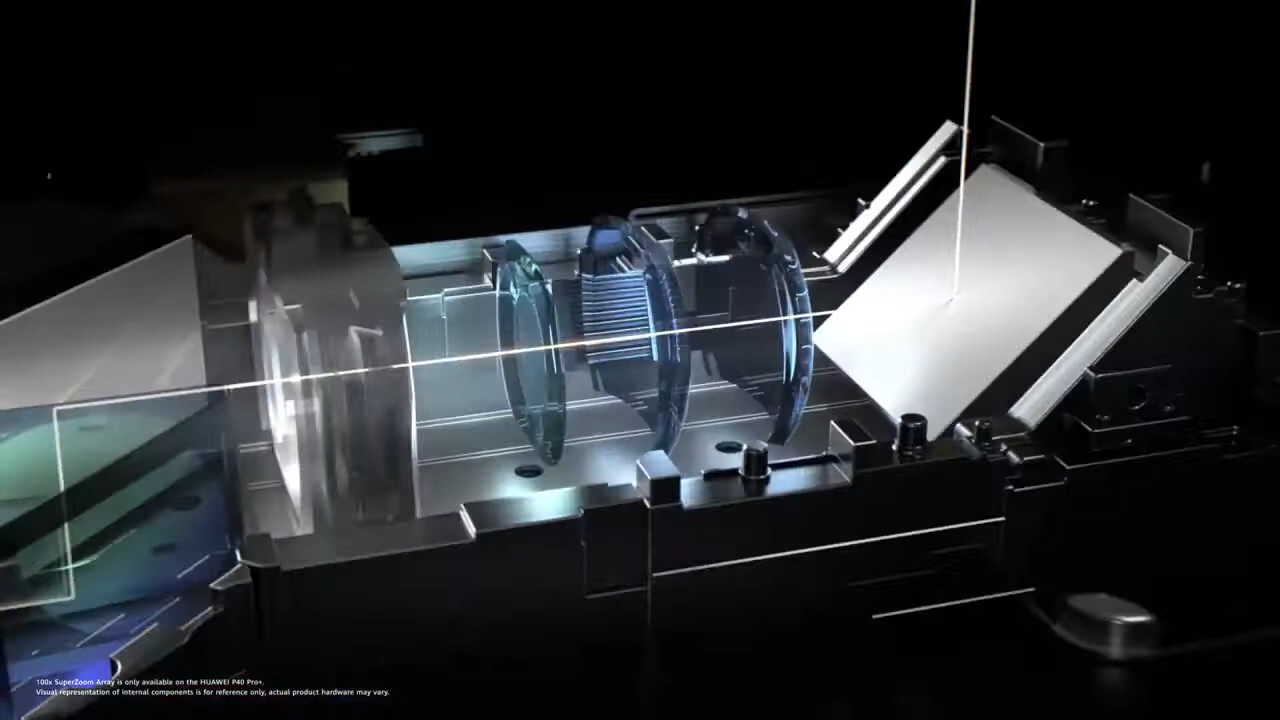 100x SuperZoom Array is only available on the HUAWEI P40 Pro+.
Visual representation of internal components is for reference only, actual product hardware may vary.